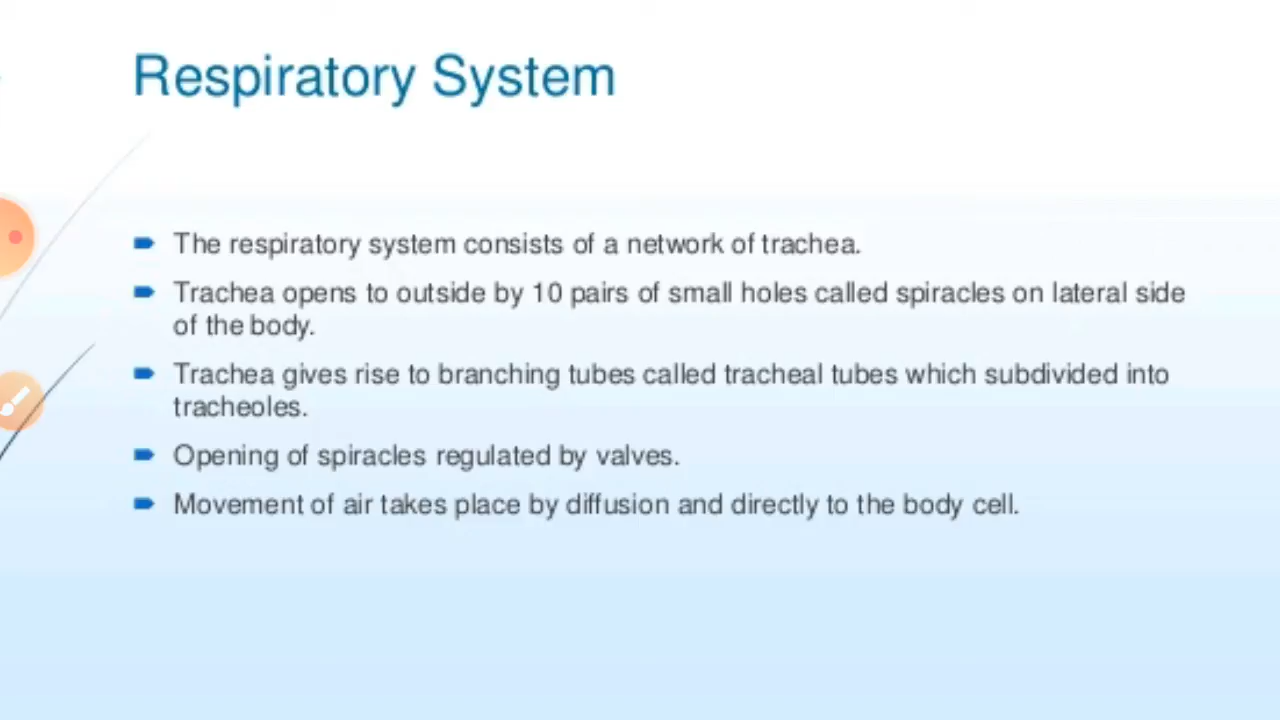 Respiratory System
The respiratory system consists of a network of trachea.
Trachea opens to outside by 10 pairs of small holes called spiracles on lateral side
of the body.
Trachea gives rise to branching tubes called tracheal tubes which subdivided into
tracheoles.
Opening of spiracles regulated by valves.
Movement of air takes place by diffusion and directly to the body cell.